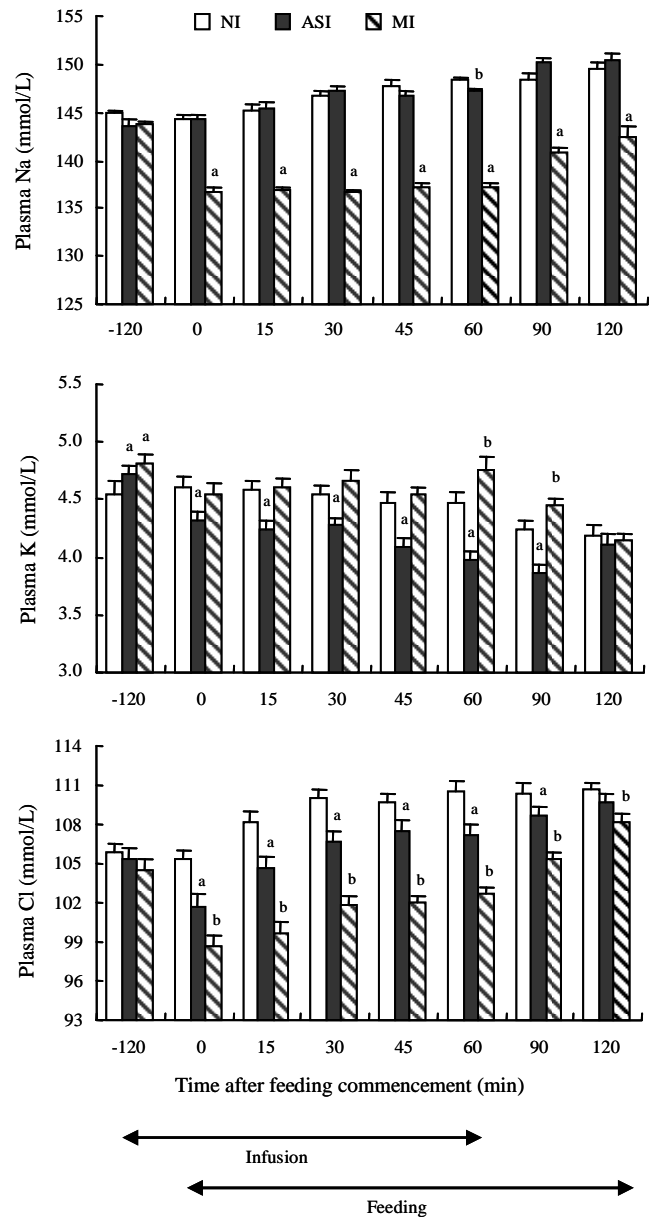 NI ASI MI
Plasma Na (mmol/L)
155
150
145
140
135
130
125
b
a a a a a a a
-120 0 15 30 45 60 90 120
Plasma K (mmol/L)
5.5
5.0
4.5
4.0
3.5
3.0
a a b b
a a a a a a
-120 0 15 30 45 60 90 120
Plasma Cl (mmol/L)
114
111
108
105
102
99
96
93
a a a a a a
b b b b b b b
-120 0 15 30 45 60 90 120
Time after feeding commencement (min)
Infusion
Feeding